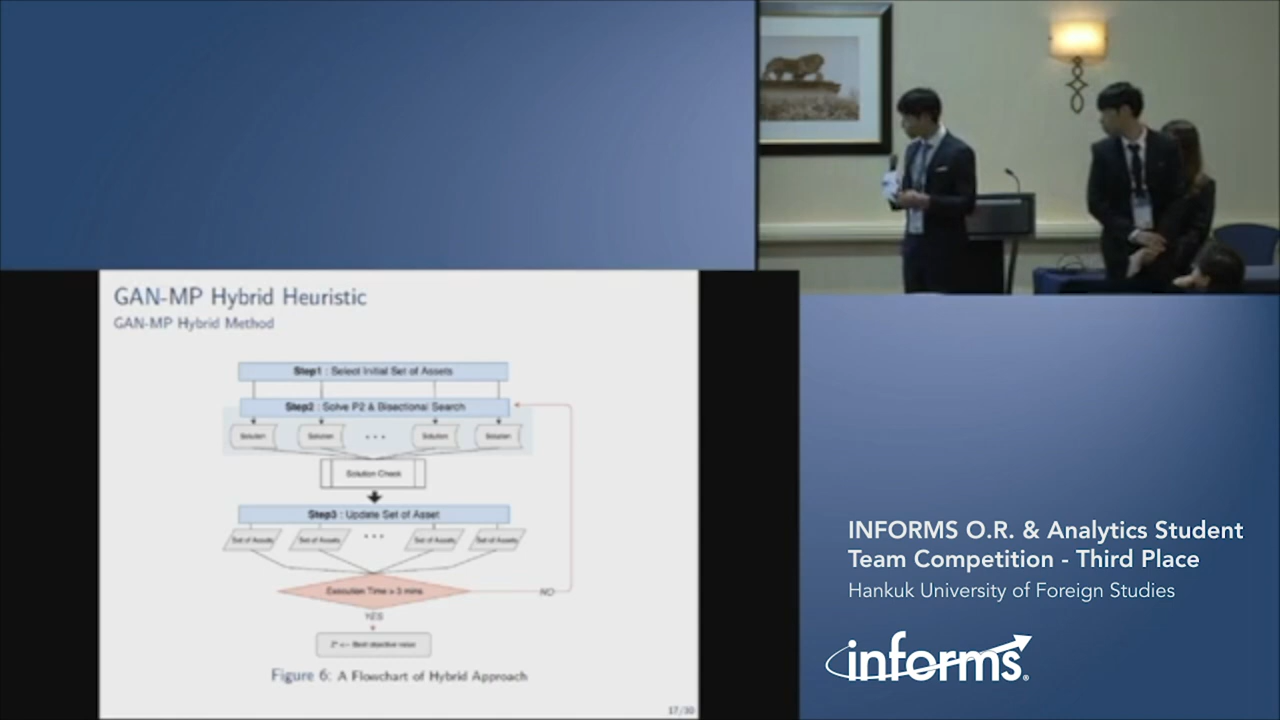 GAN-MP Hybrid Heuristic
GAN-MP Hybrid Method
Step1 : Select Initial Set of Assets
Step2 : Solve P2 & Bisectional Search
Solution Solution • • • Solution Solution
Solution Check
Step3 : Update Set of Asset
Set of Assets Set of Assets • • • Set of Assets Set of Assets
Execution Time > 3 mins
NO
YES
Z* <-- Best objective value
Figure 6: A Flowchart of Hybrid Approach
17/30
INFORMS O.R. & Analytics Student
Team Competition - Third Place
Hankuk University of Foreign Studies
informs.